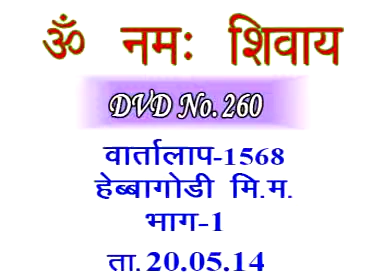 ॐ नमः शिवाय
DVD No. 260
वार्तालाप-1568
हेब्बागोडी मि.म.
भाग-1
ता. 20.05.14